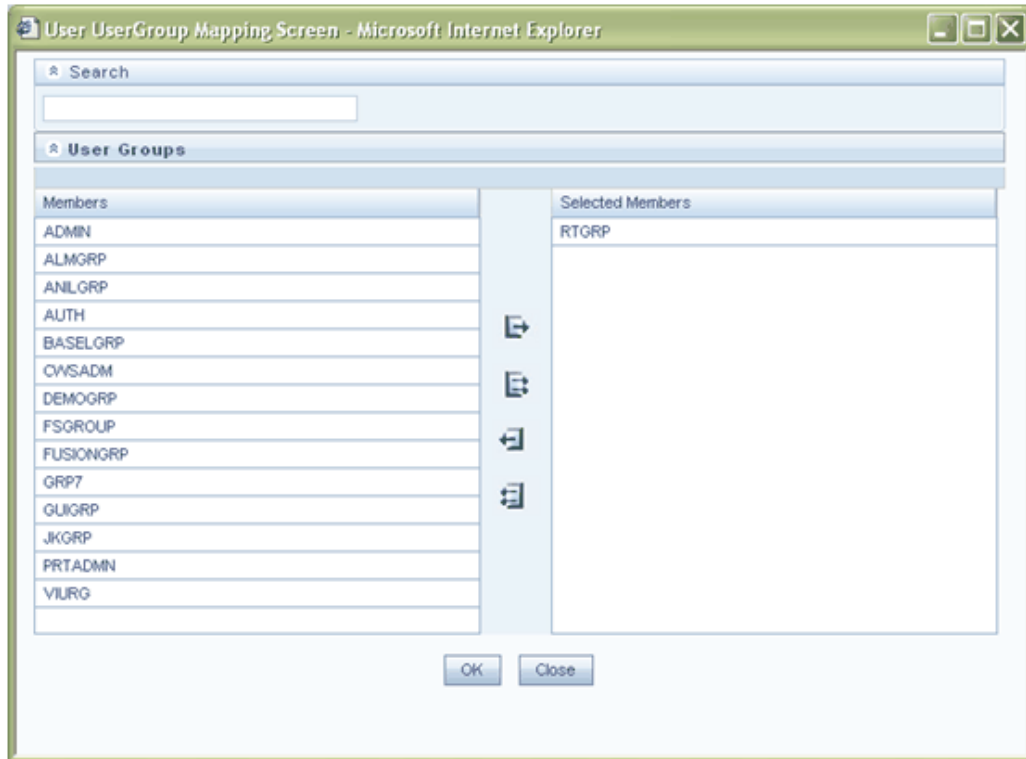 User UserGroup Mapping Screen - Microsoft Internet Explorer
Search
User Groups
Members
Selected Members
ADMIN
RTGRP
ALMGRP
ANILGRP
AUTH
BASELGRP
CWSADM
DEMOGRP
FSGROUP
FUSIONGRP
GRP7
GUIGRP
JKGRP
PRTADMN
VIURG
OK
Close